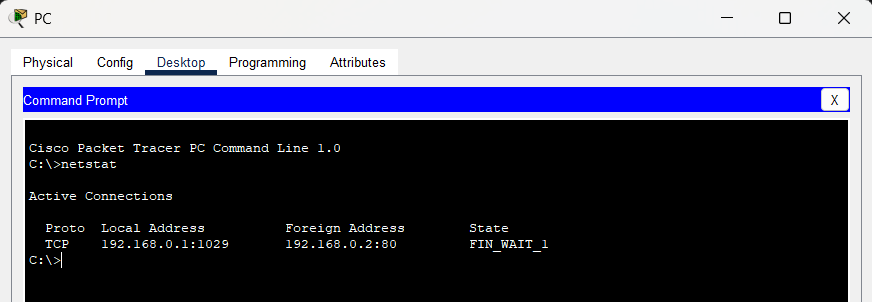 PC
Physical Config Desktop Programming Attributes
Command Prompt X
Cisco Packet Tracer PC Command Line 1.0
C:\>netstat
Active Connections
Proto Local Address Foreign Address State
TCP 192.168.0.1:1029 192.168.0.2:80 FIN_WAIT_1
C:\>